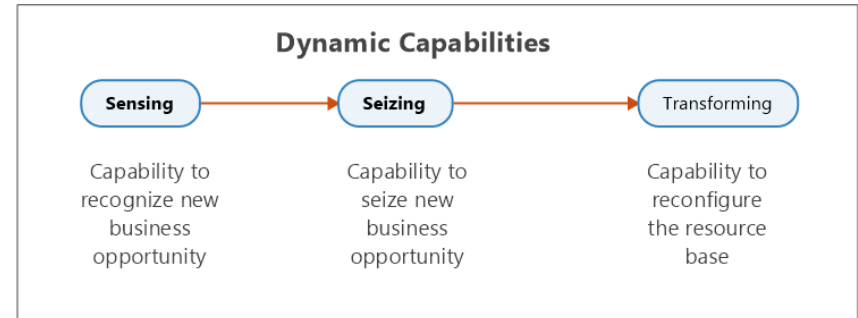 Dynamic Capabilities
Sensing
Seizing
Transforming
Capability to
recognize new
business
opportunity
Capability to
seize new
business
opportunity
Capability to
reconfigure
the resource
base